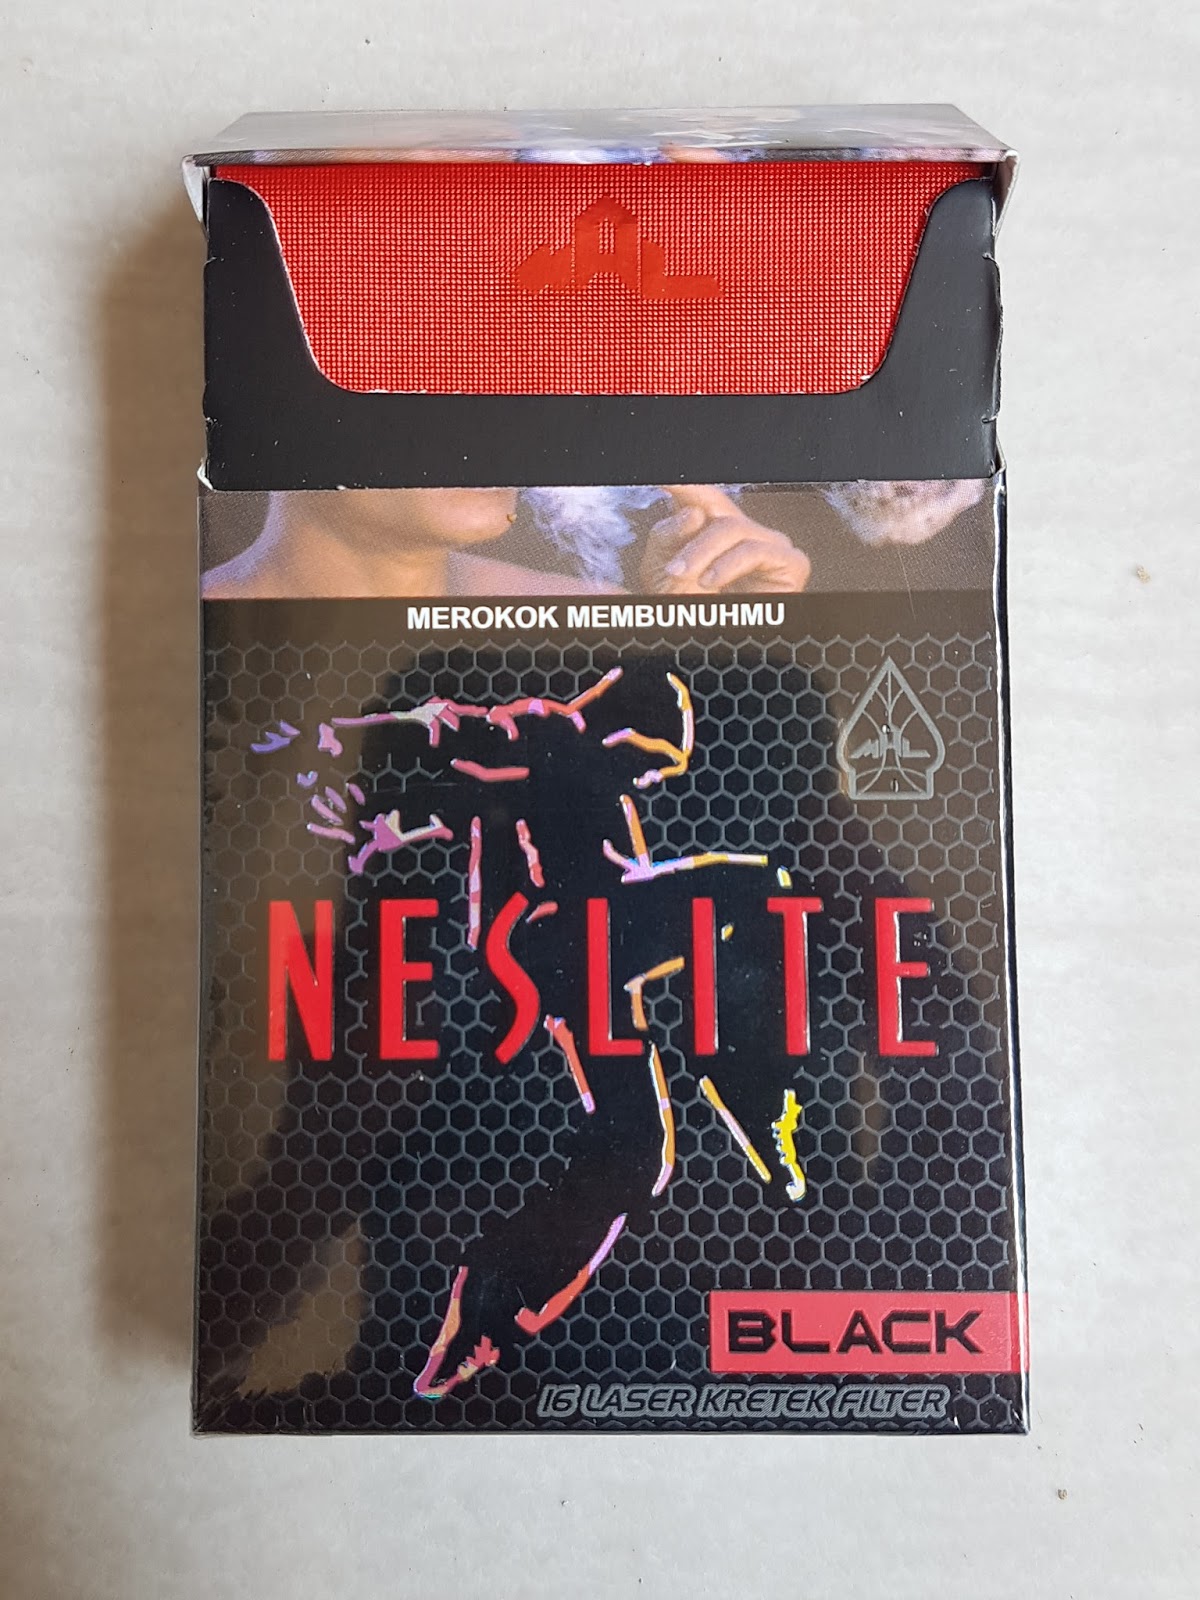 MEROKOK MEMBUNUHMU
NESLITE
BLACK
16 LASER KRETEK FILTER